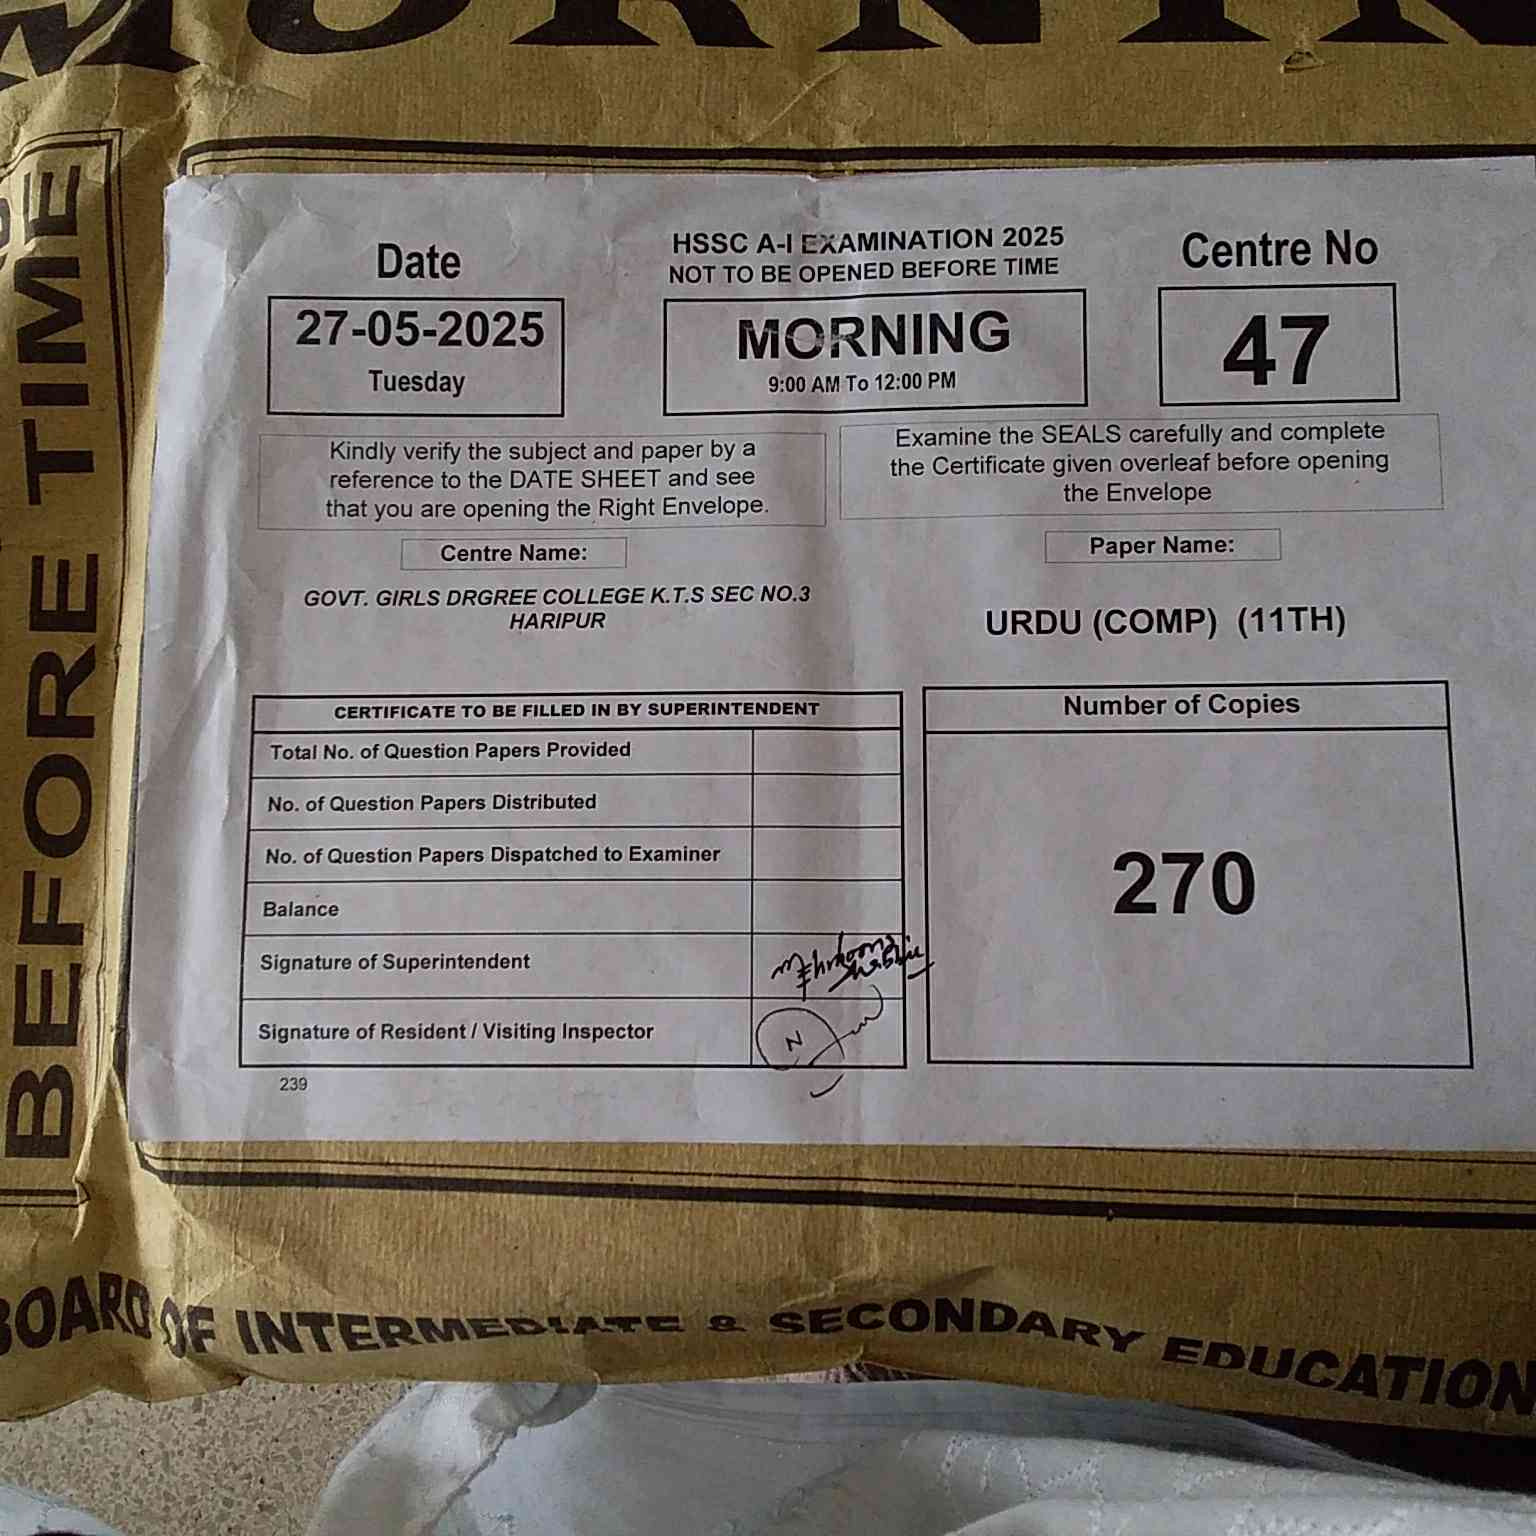 MORNIN
BEFORE TIME
Date
27-05-2025
Tuesday
HSSC A-I EXAMINATION 2025
NOT TO BE OPENED BEFORE TIME
MORNING
9:00 AM To 12:00 PM
Centre No
47
Kindly verify the subject and paper by a
reference to the DATE SHEET and see
that you are opening the Right Envelope.
Examine the SEALS carefully and complete
the Certificate given overleaf before opening
the Envelope
Centre Name:
GOVT. GIRLS DRGREE COLLEGE K.T.S SEC NO.3
HARIPUR
Paper Name:
URDU (COMP) (11TH)
CERTIFICATE TO BE FILLED IN BY SUPERINTENDENT
Total No. of Question Papers Provided
No. of Question Papers Distributed
No. of Question Papers Dispatched to Examiner
Balance
Signature of Superintendent
Signature of Resident / Visiting Inspector
239
Number of Copies
270
BOARD OF INTERMEDIATE & SECONDARY EDUCATION